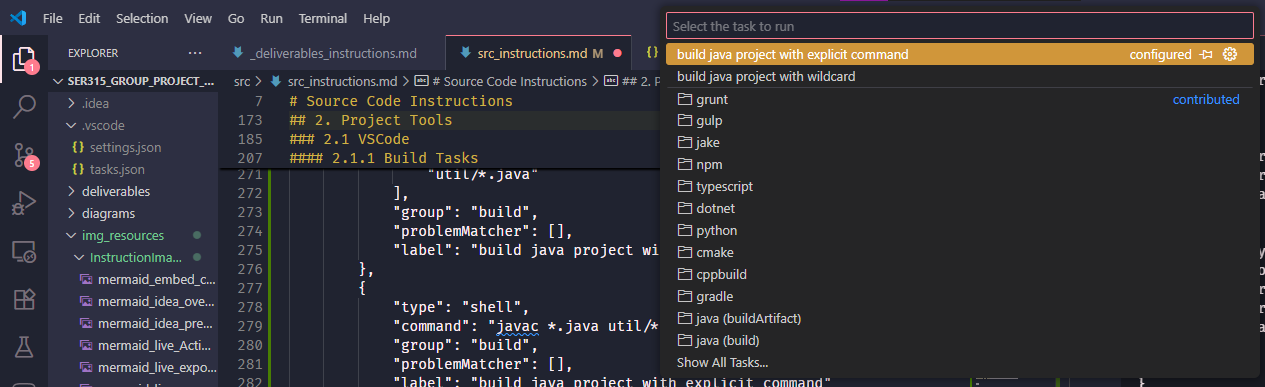 File Edit Selection View Go Run Terminal Help
EXPLORER
SER315_GROUP_PROJECT_...
.idea
.vscode
settings.json
tasks.json
deliverables
diagrams
img_resources
InstructionIma...
mermaid_embed_c...
mermaid_idea_ove...
mermaid_idea_pre...
mermaid_live_Acti...
mermaid_live_expo...
1
5
_deliverables_instructions.md
src_instructions.md M
src > src_instructions.md > # Source Code Instructions > ## 2. P
7 # Source Code Instructions
173 ## 2. Project Tools
185 ### 2.1 VSCode
207 #### 2.1.1 Build Tasks
271 "util/*.java"
272 ],
273 "group": "build",
274 "problemMatcher": [],
275 "label": "build java project wi
276 },
277 {
278 "type": "shell",
279 "command": "javac *.java util/*
280 "group": "build",
281 "problemMatcher": [],
282 "label": "build java project with explicit command"
}
Select the task to run
build java project with explicit command configured
build java project with wildcard
grunt contributed
gulp
jake
npm
typescript
dotnet
python
cmake
cppbuild
gradle
java (buildArtifact)
java (build)
Show All Tasks...